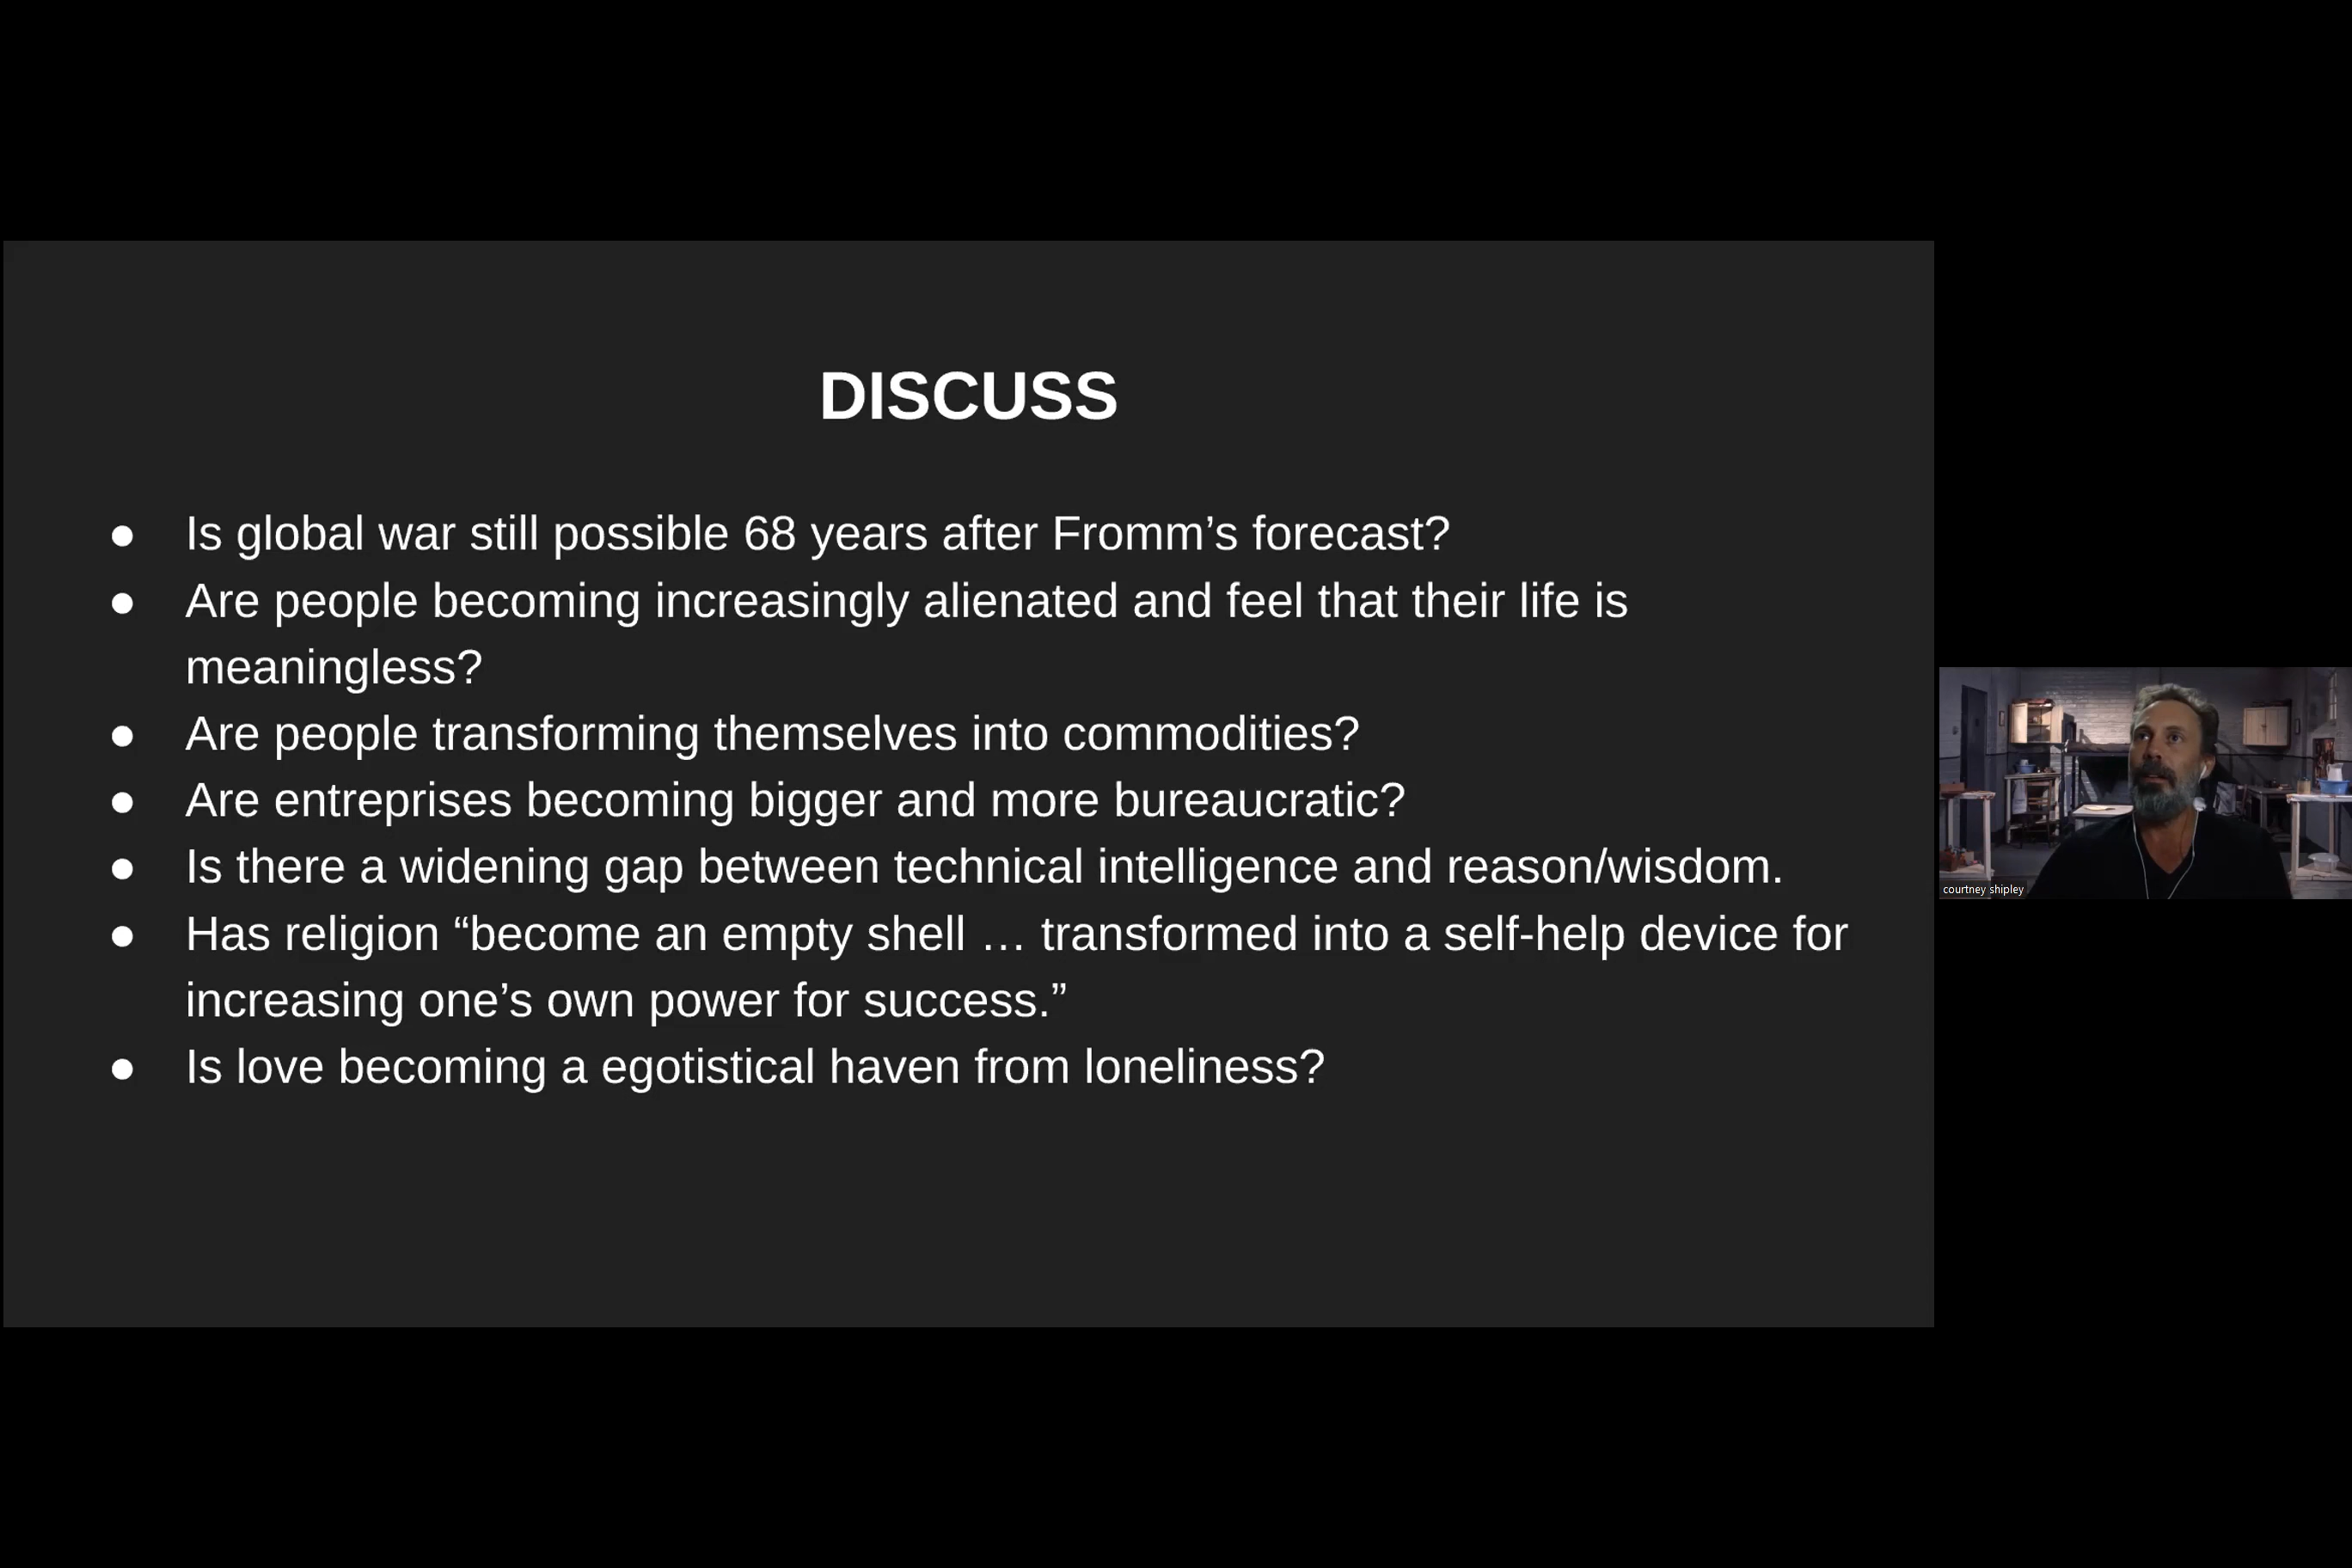 DISCUSS
● Is global war still possible 68 years after Fromm’s forecast?
● Are people becoming increasingly alienated and feel that their life is
meaningless?
● Are people transforming themselves into commodities?
● Are entreprises becoming bigger and more bureaucratic?
● Is there a widening gap between technical intelligence and reason/wisdom.
● Has religion “become an empty shell … transformed into a self-help device for
increasing one’s own power for success.”
● Is love becoming a egotistical haven from loneliness?
courtney shipley